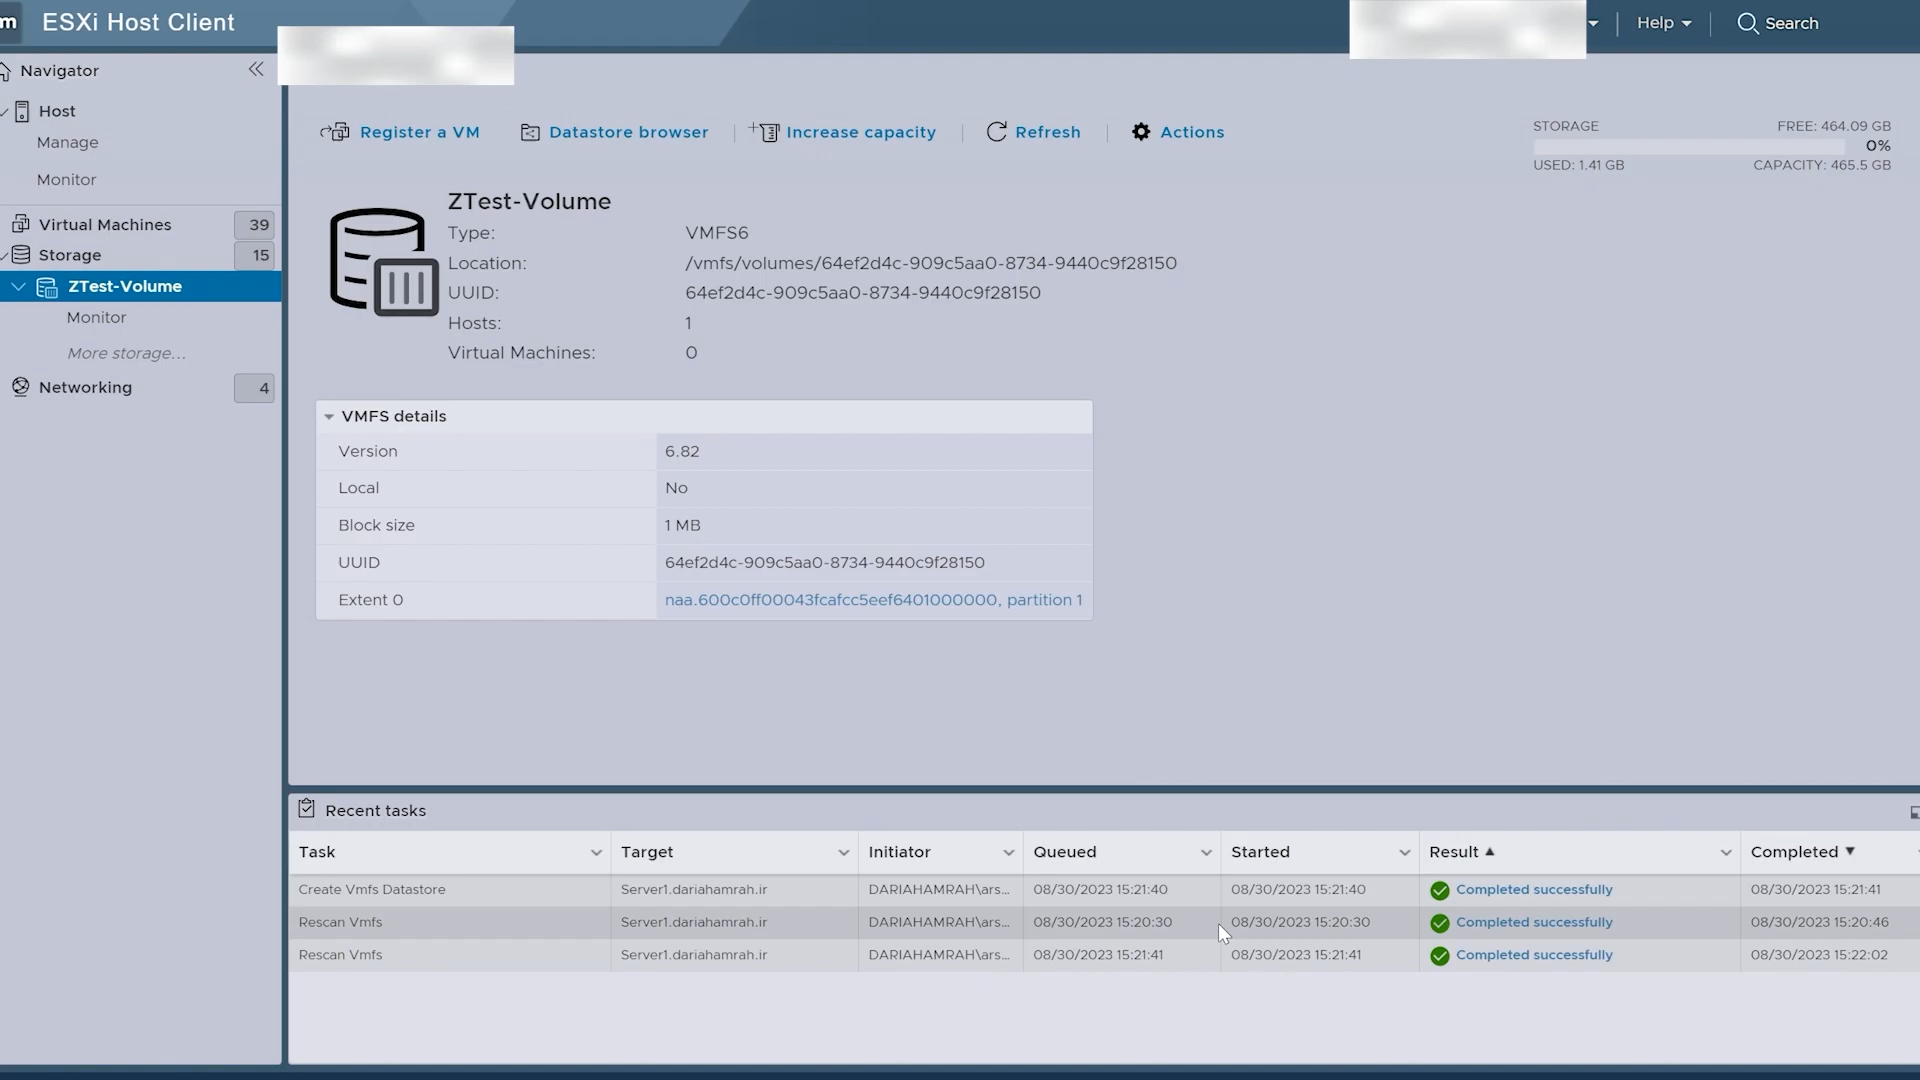 m ESXi Host Client
Help
Search
Navigator
Host
Manage
Monitor
Virtual Machines 39
Storage 15
ZTest-Volume
Monitor
More storage...
Networking 4
Register a VM
Datastore browser
Increase capacity
Refresh
Actions
STORAGE FREE: 464.09 GB
0%
USED: 1.41 GB CAPACITY: 465.5 GB
ZTest-Volume
Type: VMFS6
Location: /vmfs/volumes/64ef2d4c-909c5aa0-8734-9440c9f28150
UUID: 64ef2d4c-909c5aa0-8734-9440c9f28150
Hosts: 1
Virtual Machines: 0
VMFS details
Version 6.82
Local No
Block size 1 MB
UUID 64ef2d4c-909c5aa0-8734-9440c9f28150
Extent 0 naa.600c0ff00043fcafcc5eef6401000000, partition 1
Recent tasks
Task Target Initiator Queued Started Result Completed
Create Vmfs Datastore Server1.dariahamrah.ir DARIAHAMRAH\ars... 08/30/2023 15:21:40 08/30/2023 15:21:40 Completed successfully 08/30/2023 15:21:41
Rescan Vmfs Server1.dariahamrah.ir DARIAHAMRAH\ars... 08/30/2023 15:20:30 08/30/2023 15:20:30 Completed successfully 08/30/2023 15:20:46
Rescan Vmfs Server1.dariahamrah.ir DARIAHAMRAH\ars... 08/30/2023 15:21:41 08/30/2023 15:21:41 Completed successfully 08/30/2023 15:22:02